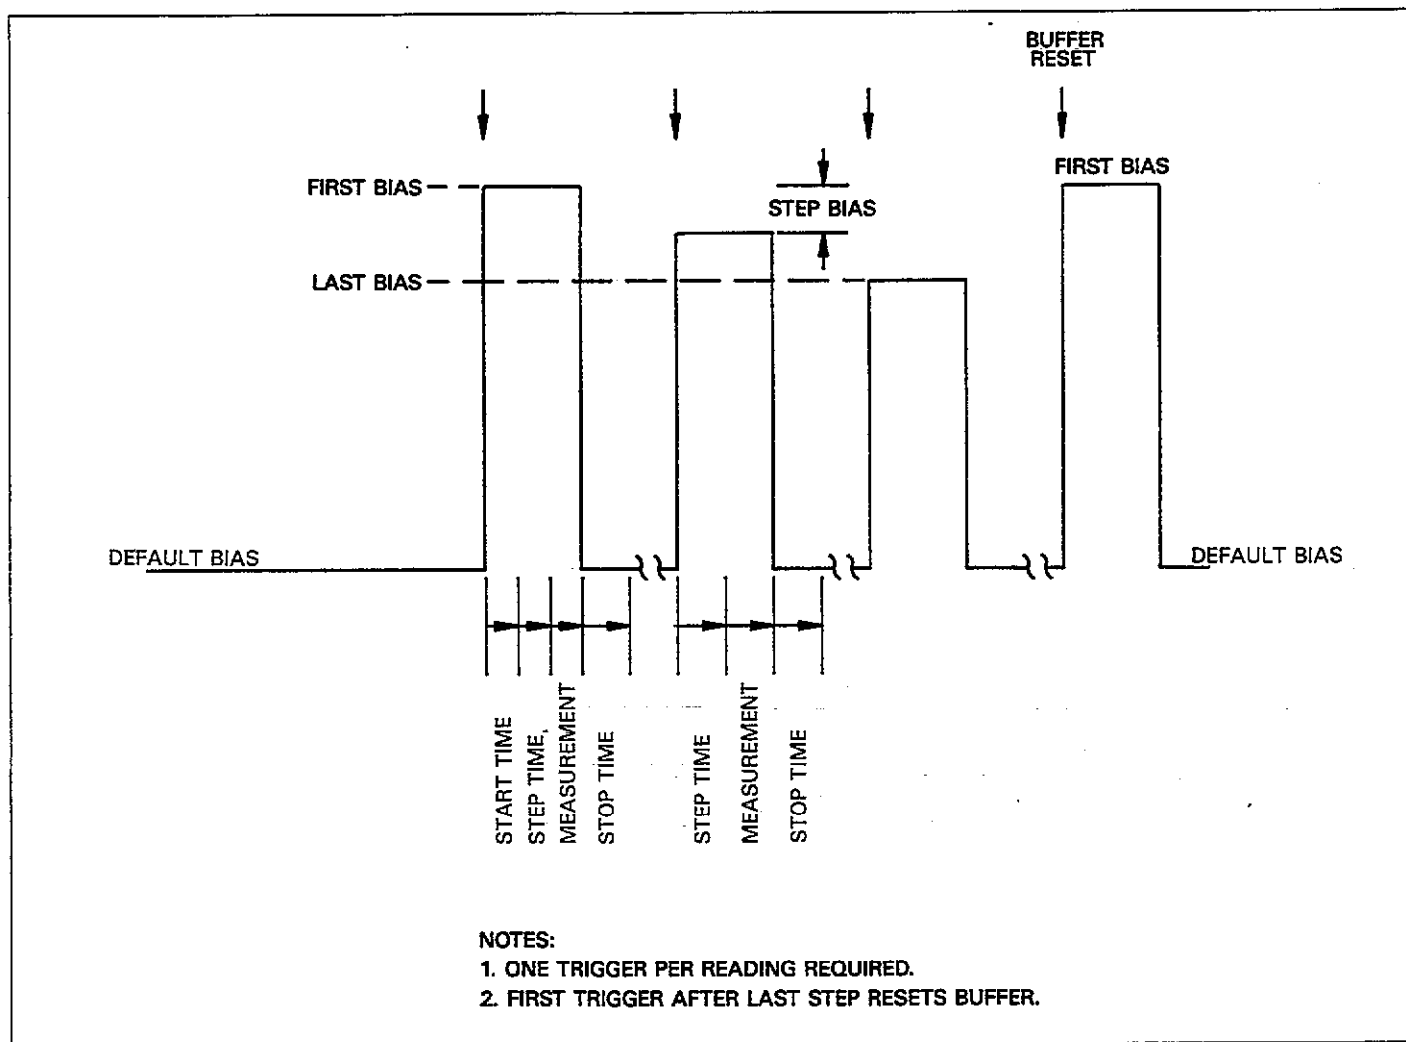 BUFFER
RESET
FIRST BIAS
FIRST BIAS
STEP BIAS
LAST BIAS
DEFAULT BIAS
DEFAULT BIAS
START TIME
STEP TIME,
MEASUREMENT
STOP TIME
STEP TIME
MEASUREMENT
STOP TIME
NOTES:
1. ONE TRIGGER PER READING REQUIRED.
2. FIRST TRIGGER AFTER LAST STEP RESETS BUFFER.